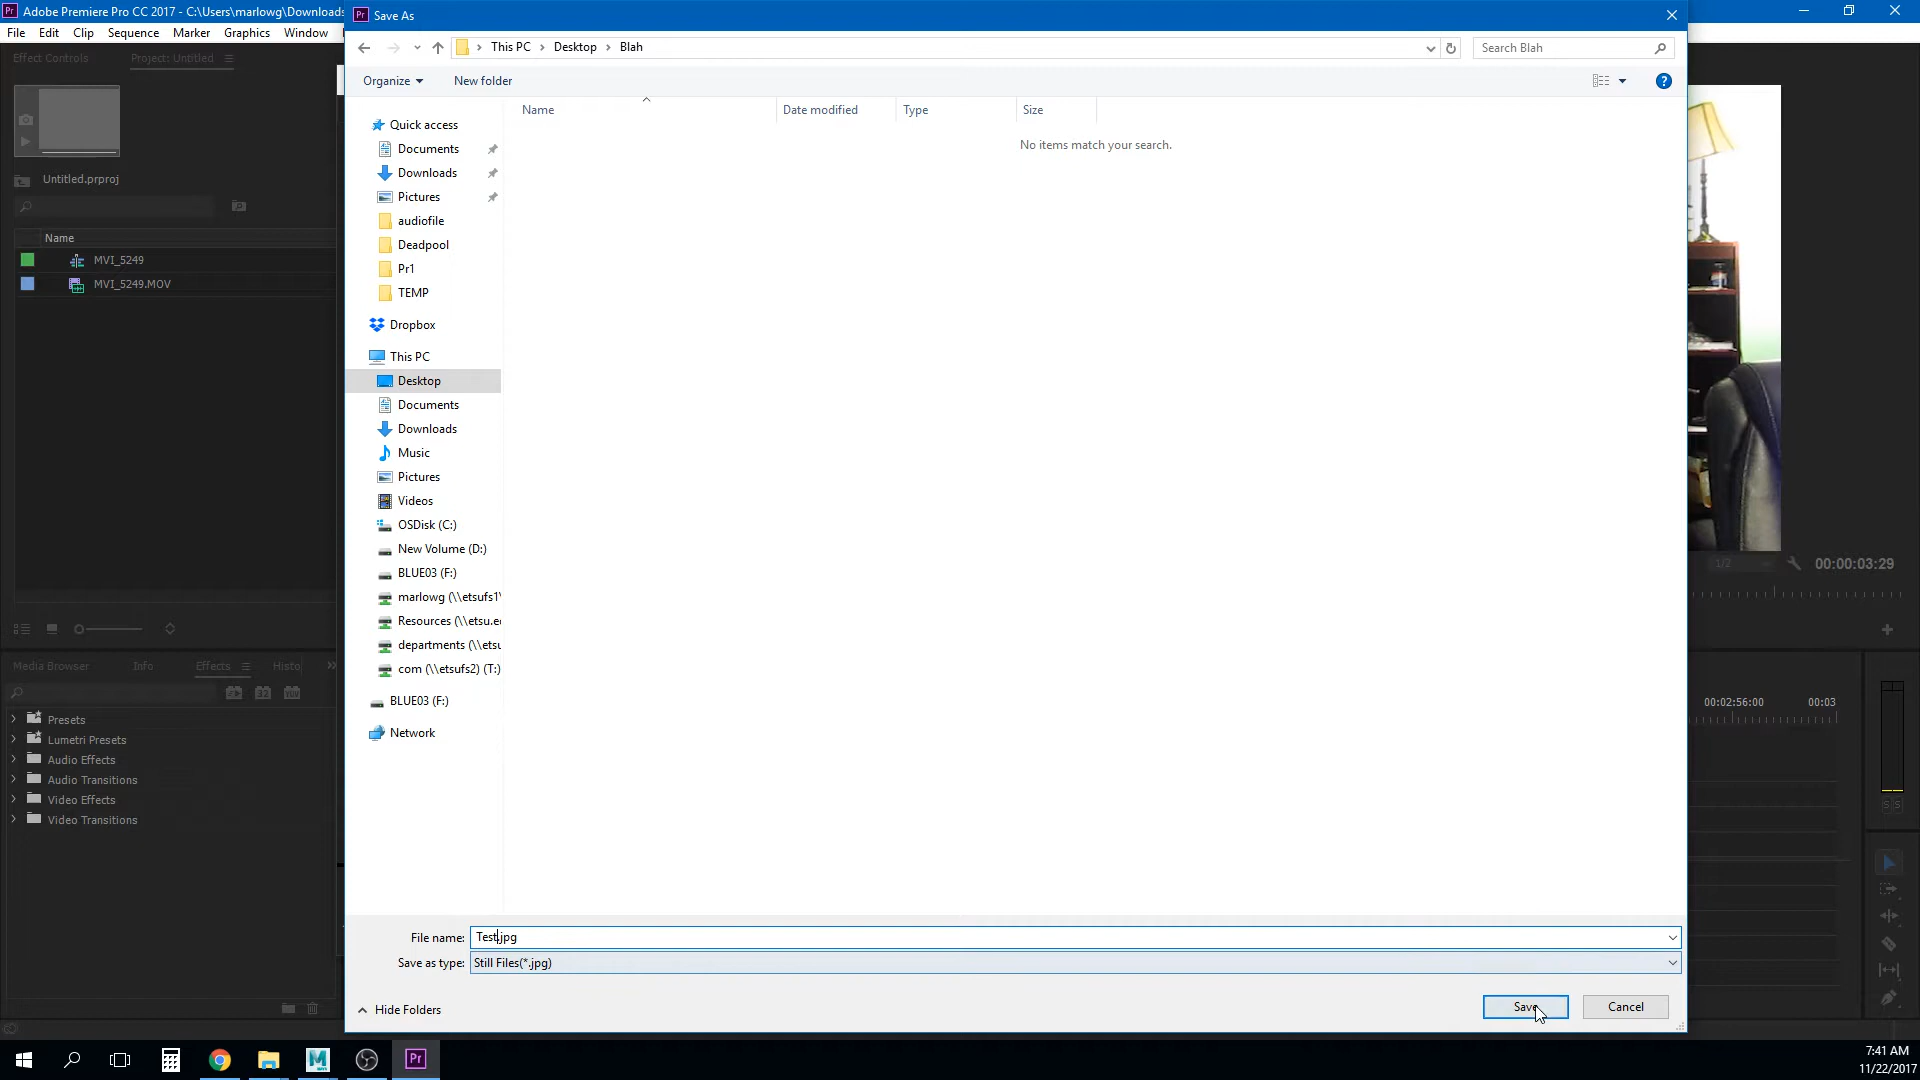 Adobe Premiere Pro CC 2017 - C:\Users\marlowg\Downloads
File Edit Clip Sequence Marker Graphics Window
Effect Controls Project: Untitled
Untitled.prproj
Name
MVI_5249
MVI_5249.MOV
Media Browser Info Effects Histo
Presets
Lumetri Presets
Audio Effects
Audio Transitions
Video Effects
Video Transitions
Save As
This PC > Desktop > Blah
Search Blah
Organize New folder
Name Date modified Type Size
No items match your search.
Quick access
Documents
Downloads
Pictures
audiofile
Deadpool
Pr1
TEMP
Dropbox
This PC
Desktop
Documents
Downloads
Music
Pictures
Videos
OSDisk (C:)
New Volume (D:)
BLUE03 (F:)
marlowg (\\etsufs1\
Resources (\\etsu.e
departments (\\etsu
com (\\etsufs2) (T:)
BLUE03 (F:)
Network
File name: Test.jpg
Save as type: Still Files(*.jpg)
Hide Folders
Save Cancel
1/2 00:00:03:29
00:02:56:00 00:03
S S
Pr
7:41 AM
11/22/2017